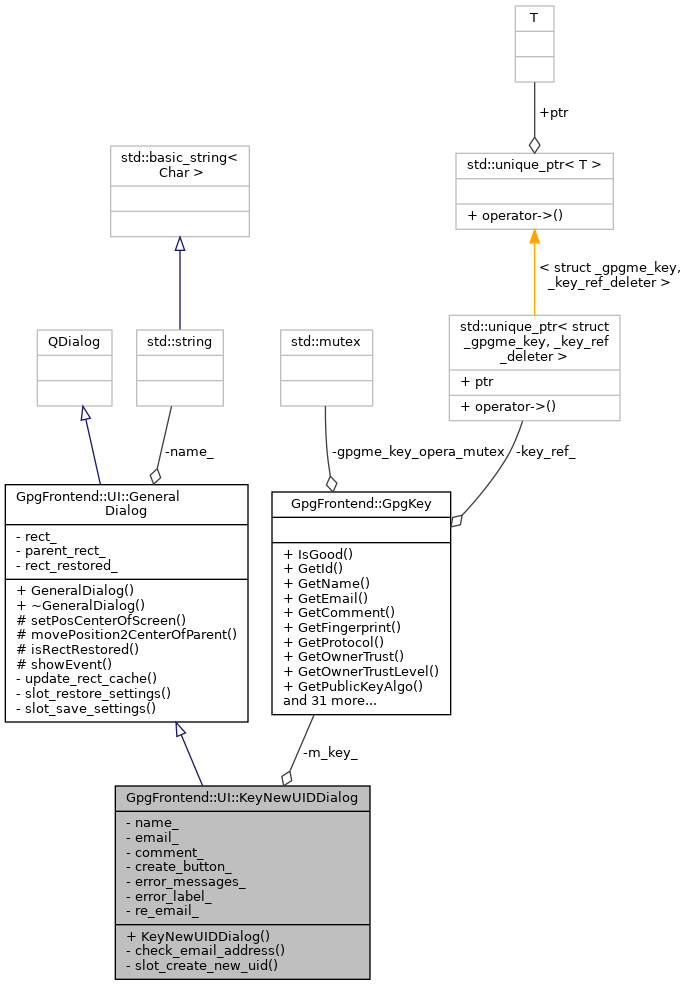 T
+ptr
std::basic_string<
Char >
std::unique_ptr< T >
+ operator->()
< struct _gpgme_key,
_key_ref_deleter >
QDialog
std::string
std::mutex
std::unique_ptr< struct
_gpgme_key, _key_ref
_deleter >
+ ptr
+ operator->()
-name_
-gpgme_key_opera_mutex
-key_ref_
GpgFrontend::UI::General
Dialog
- rect_
- parent_rect_
- rect_restored_
+ GeneralDialog()
+ ~GeneralDialog()
# setPosCenterOfScreen()
# movePosition2CenterOfParent()
# isRectRestored()
# showEvent()
- update_rect_cache()
- slot_restore_settings()
- slot_save_settings()
GpgFrontend::GpgKey
+ IsGood()
+ GetId()
+ GetName()
+ GetEmail()
+ GetComment()
+ GetFingerprint()
+ GetProtocol()
+ GetOwnerTrust()
+ GetOwnerTrustLevel()
+ GetPublicKeyAlgo()
and 31 more...
-m_key_
GpgFrontend::UI::KeyNewUIDDialog
- name_
- email_
- comment_
- create_button_
- error_messages_
- error_label_
- re_email_
+ KeyNewUIDDialog()
- check_email_address()
- slot_create_new_uid()